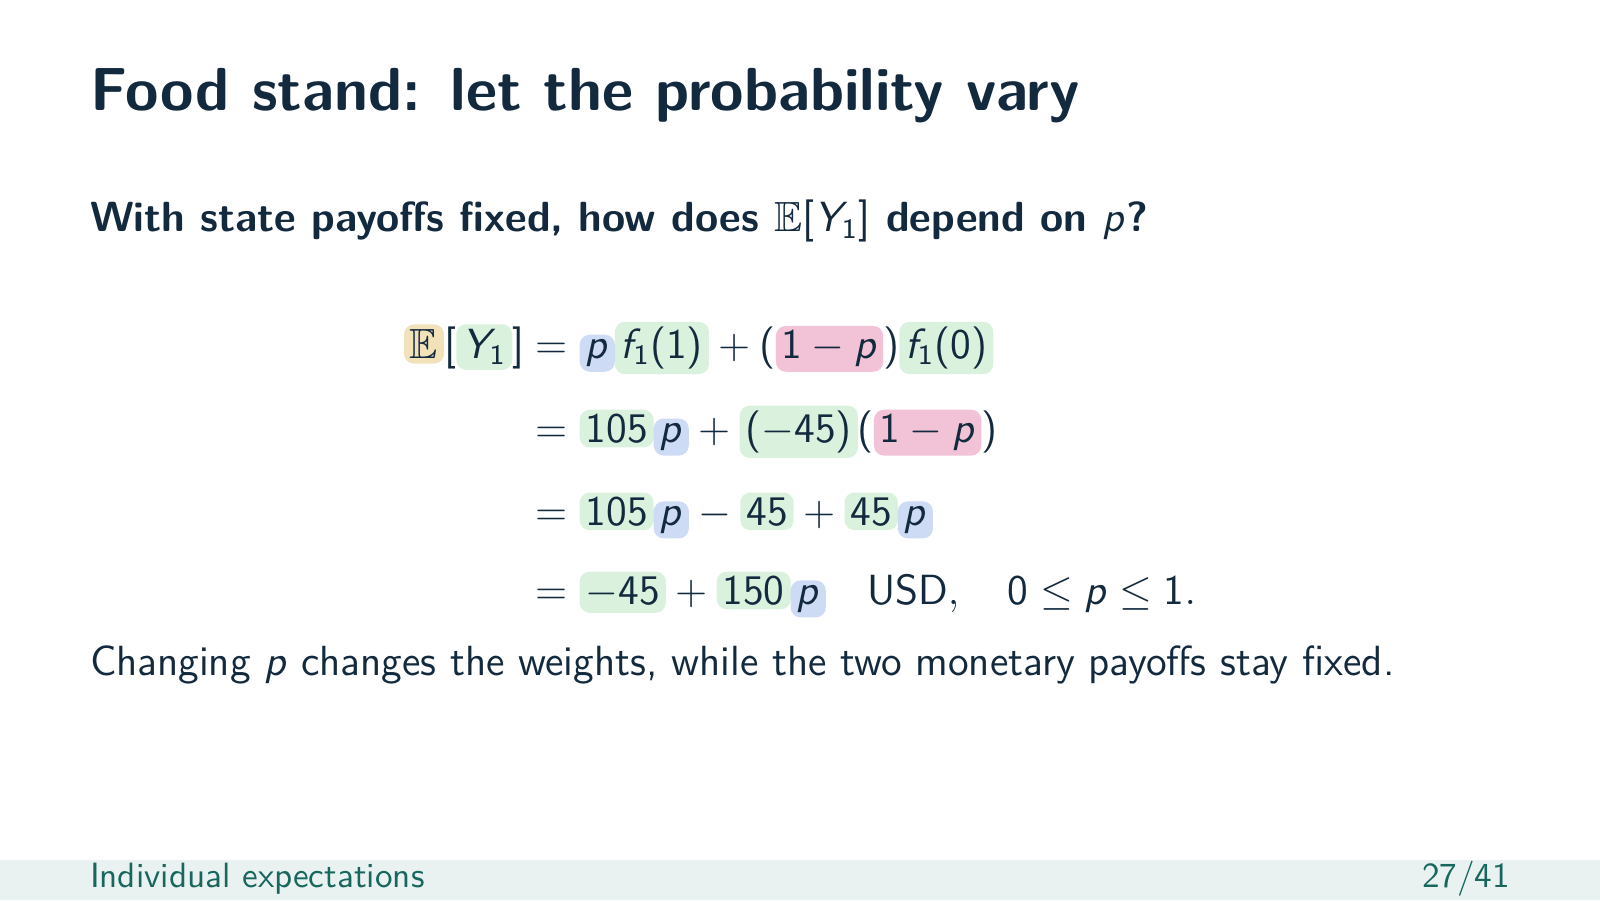 Food stand: let the probability vary
With state payoffs fixed, how does 𝔼[Y₁] depend on p?
𝔼[Y₁] = p f₁(1) + (1 − p) f₁(0)
= 105 p + (−45)(1 − p)
= 105 p − 45 + 45 p
= −45 + 150 p USD, 0 ≤ p ≤ 1.
Changing p changes the weights, while the two monetary payoffs stay fixed.
Individual expectations
27/41